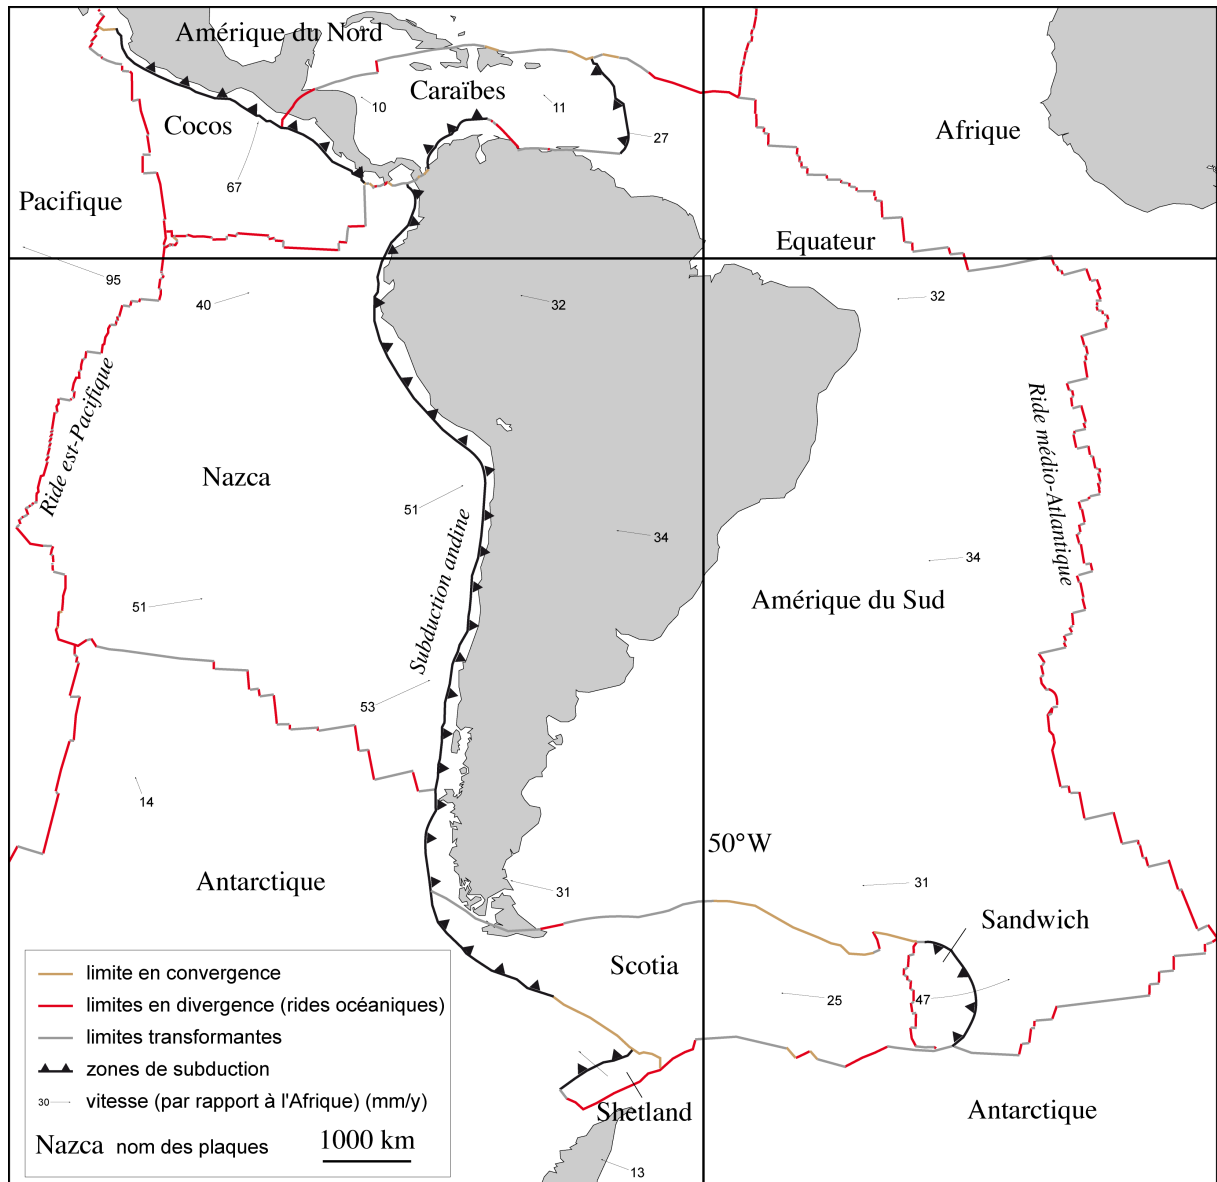 Amérique du Nord
Caraïbes
10
11
27
Cocos
Afrique
67
Pacifique
Equateur
95
40
32
32
Ride est-Pacifique
Ride médio-Atlantique
Nazca
51
Subduction andine
34
34
51
Amérique du Sud
53
14
50°W
Antarctique
31
31
Sandwich
Scotia
25
47
Shetland
Antarctique
13
limite en convergence
limites en divergence (rides océaniques)
limites transformantes
zones de subduction
30 vitesse (par rapport à l'Afrique) (mm/y)
Nazca nom des plaques 1000 km